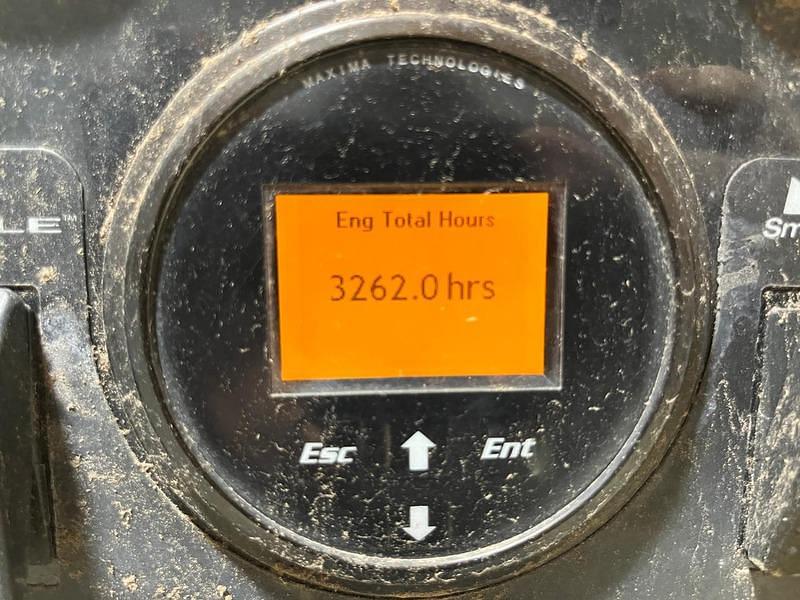 MAXIMA TECHNOLOGIES
Eng Total Hours
3262.0 hrs
Esc
Ent